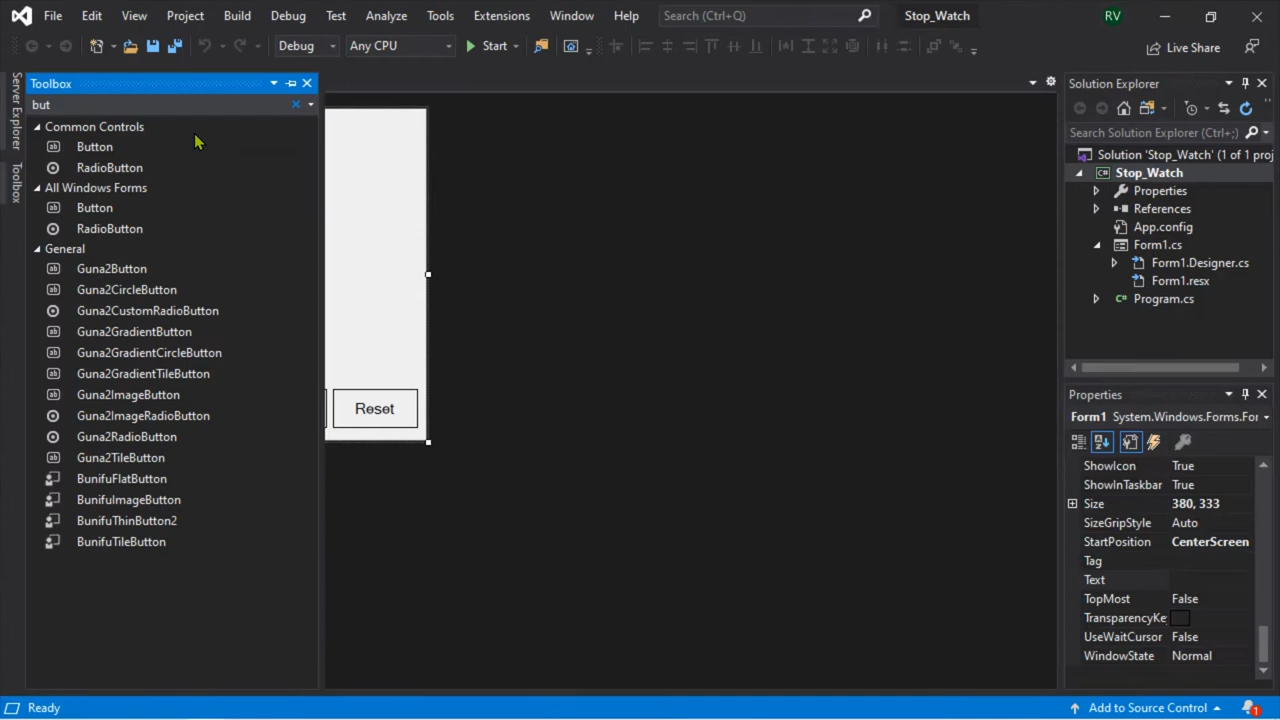 File Edit View Project Build Debug Test Analyze Tools Extensions Window Help Search (Ctrl+Q) Stop_Watch RV
Debug Any CPU Start Live Share
Server Explorer
Toolbox
Toolbox
but
Common Controls
Button
RadioButton
All Windows Forms
Button
RadioButton
General
Guna2Button
Guna2CircleButton
Guna2CustomRadioButton
Guna2GradientButton
Guna2GradientCircleButton
Guna2GradientTileButton
Guna2ImageButton
Guna2ImageRadioButton
Guna2RadioButton
Guna2TileButton
BunifuFlatButton
BunifuImageButton
BunifuThinButton2
BunifuTileButton
Reset
Solution Explorer
Search Solution Explorer (Ctrl+;)
Solution 'Stop_Watch' (1 of 1 proj
C# Stop_Watch
Properties
References
App.config
Form1.cs
Form1.Designer.cs
Form1.resx
C# Program.cs
Properties
Form1 System.Windows.Forms.For
ShowIcon True
ShowInTaskbar True
Size 380, 333
SizeGripStyle Auto
StartPosition CenterScreen
Tag
Text
TopMost False
TransparencyKe
UseWaitCursor False
WindowState Normal
Ready Add to Source Control 1